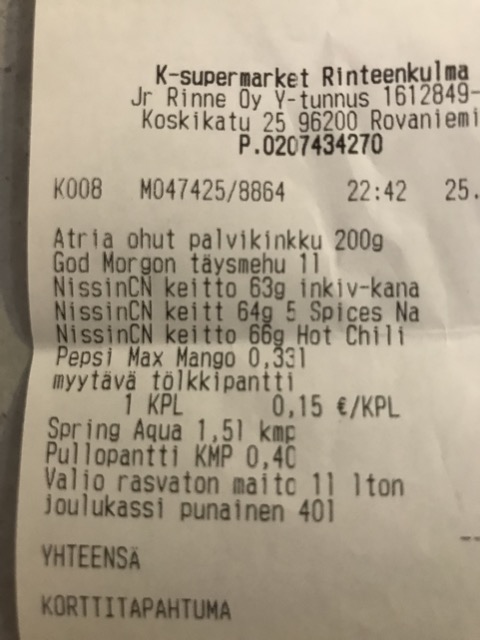 K-supermarket Rinteenkulma
Jr Rinne Oy Y-tunnus 1612849-
Koskikatu 25 96200 Rovaniemi
P.0207434270
K008 M047425/8864 22:42 25.
Atria ohut palvikinkku 200g
God Morgon täysmehu 1l
NissinCN keitto 63g inkiv-kana
NissinCN keitt 64g 5 Spices Na
NissinCN keitto 66g Hot Chili
Pepsi Max Mango 0,33l
myytävä tölkkipantti
1 KPL 0,15 €/KPL
Spring Aqua 1,5l kmp
Pullopantti KMP 0,40
Valio rasvaton maito 1l 1ton
joulukassi punainen 40l
YHTEENSÄ
KORTTITAPAHTUMA